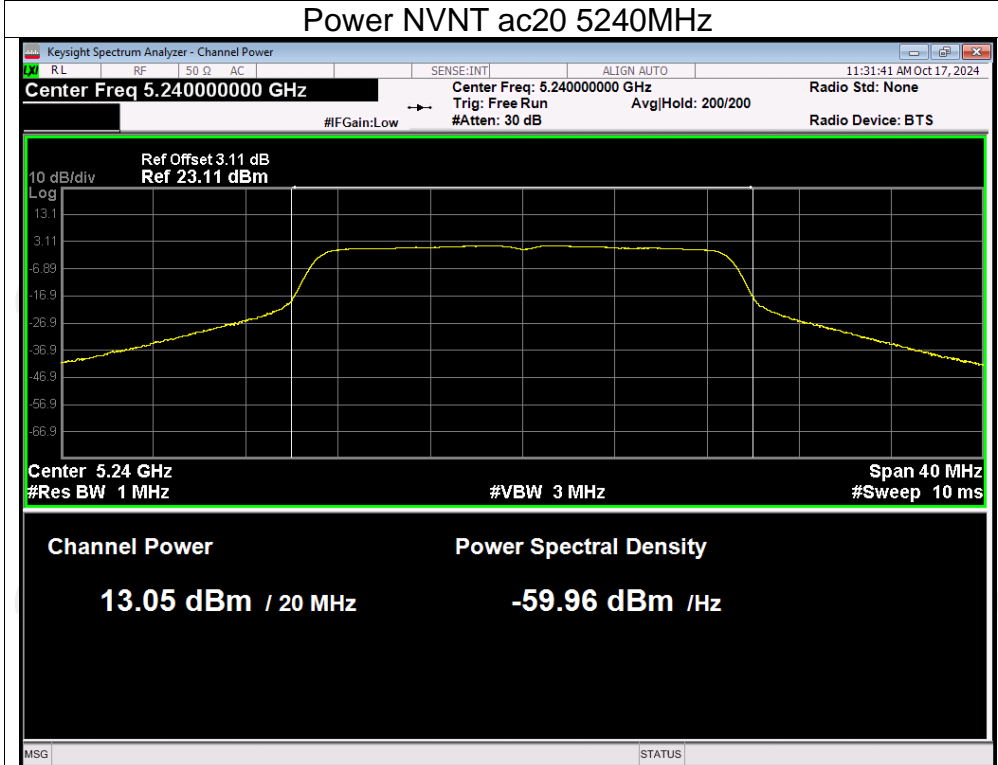 Power NVNT ac20 5240MHz
Keysight Spectrum Analyzer - Channel Power
LXI RL RF 50 Ω AC SENSE:INT ALIGN AUTO 11:31:41 AM Oct 17, 2024
Center Freq 5.240000000 GHz Center Freq: 5.240000000 GHz Radio Std: None
Trig: Free Run Avg|Hold: 200/200
#IFGain:Low #Atten: 30 dB Radio Device: BTS
Ref Offset 3.11 dB
10 dB/div Ref 23.11 dBm
Log
13.1
3.11
-6.89
-16.9
-26.9
-36.9
-46.9
-56.9
-66.9
Center 5.24 GHz Span 40 MHz
#Res BW 1 MHz #VBW 3 MHz #Sweep 10 ms
Channel Power Power Spectral Density
13.05 dBm / 20 MHz -59.96 dBm /Hz
MSG STATUS